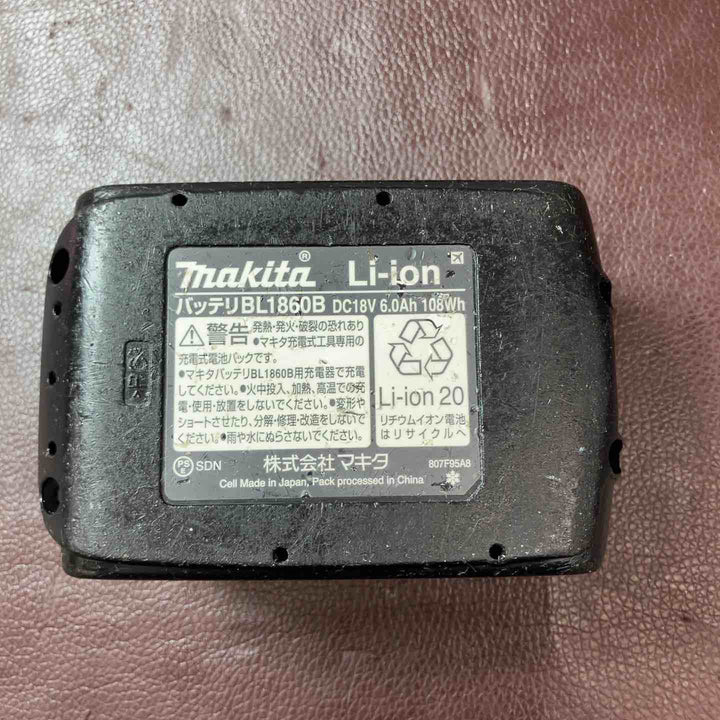 makita® Li-ion
バッテリBL1860B DC18V 6.0Ah 108Wh
警告 発熱・発火・破裂の恐れあり
●マキタ充電式工具専用の
充電式電池パックです。
●マキタバッテリBL1860B用充電器で充電
してください。●火中投入、加熱、高温での充
電・使用・放置をしないでください。●変形や
ショートさせたり、分解・修理・改造をしないで
ください。●雨や水にぬらさないでください。
Li-ion 20
リチウムイオン電池
はリサイクルへ
PS
E
SDN
株式会社マキタ
807F95A8
Cell Made in Japan, Pack processed in China